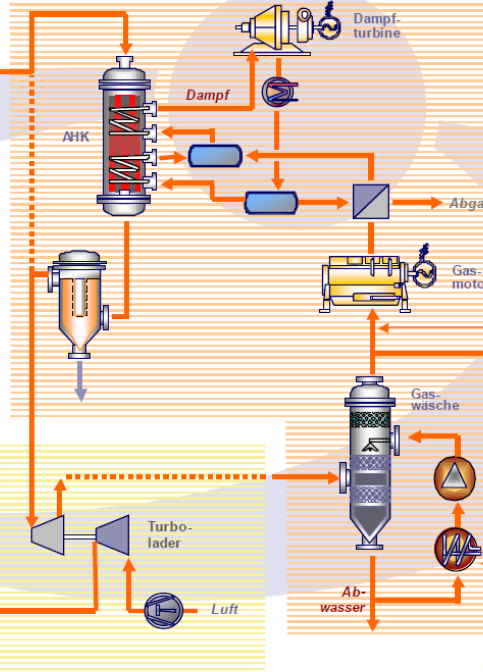 Dampf-
turbine
Dampf
AHK
Abga
Gas-
moto
Gas-
wäsche
Turbo-
lader
Ab-
wasser
Luft